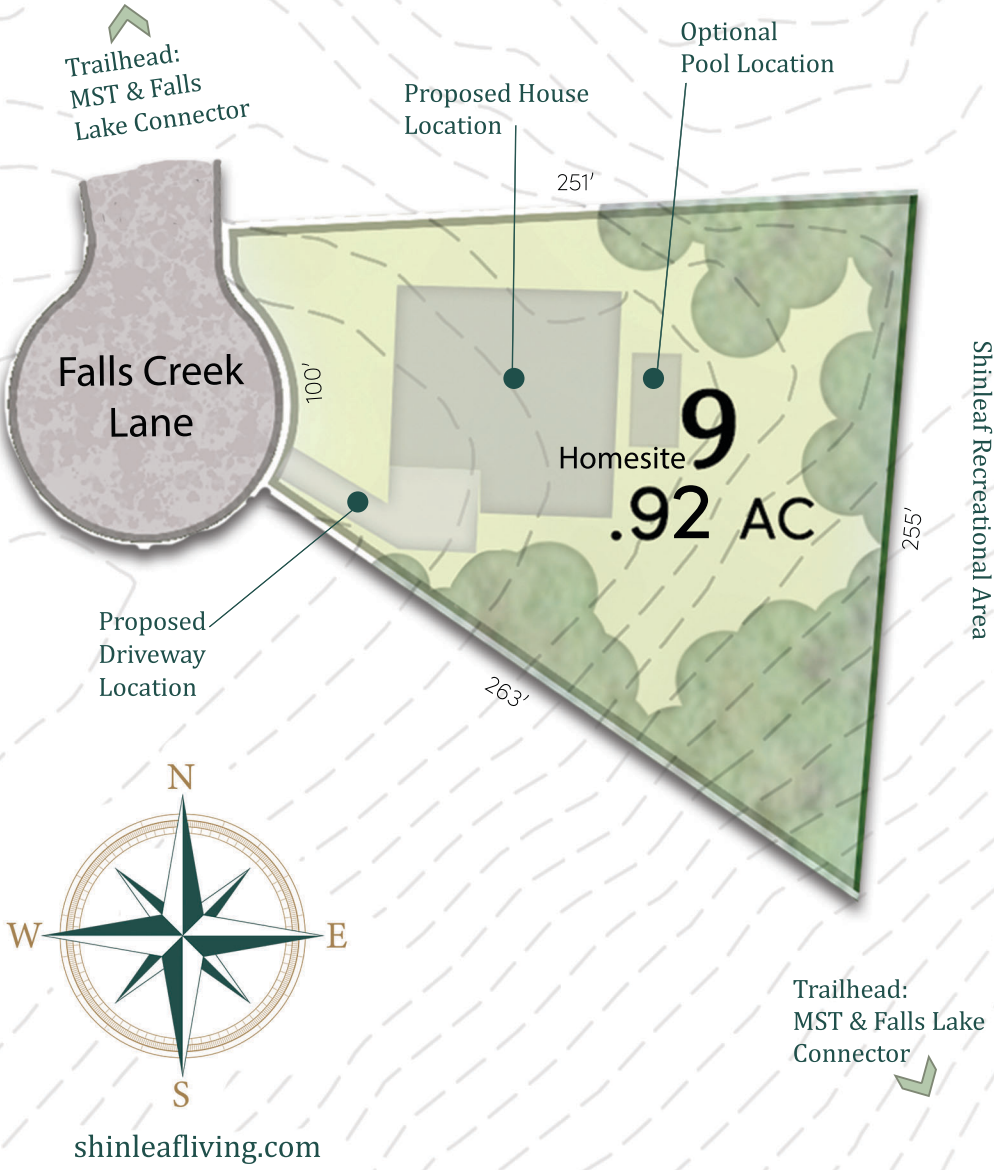 Trailhead:
MST & Falls
Lake Connector
Optional
Pool Location
Proposed House
Location
251’
Falls Creek
Lane
100’
Homesite 9
.92 AC
255’
Shinleaf Recreational Area
Proposed
Driveway
Location
263’
N
W
E
S
Trailhead:
MST & Falls Lake
Connector
shinleafliving.com